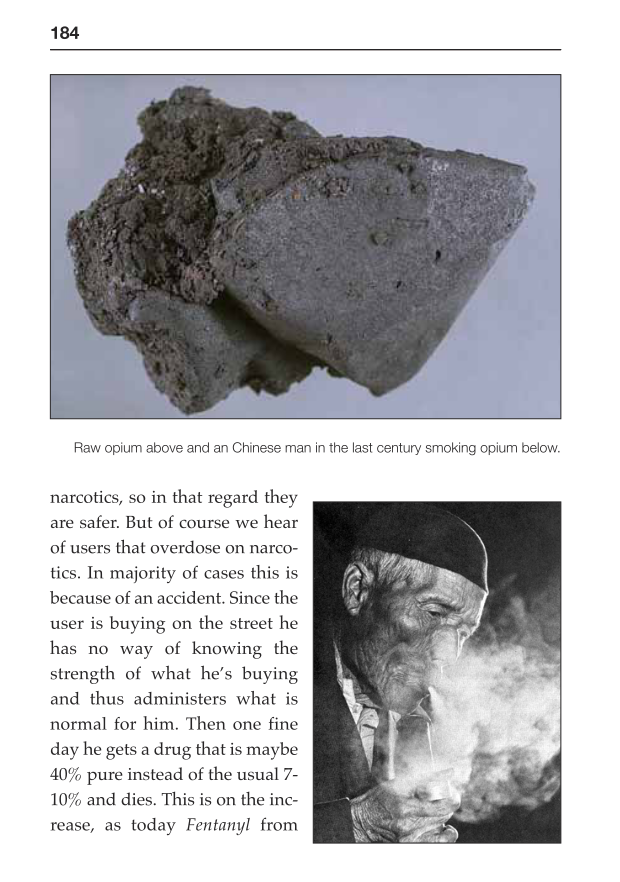 184
Raw opium above and an Chinese man in the last century smoking opium below.
narcotics, so in that regard they
are safer. But of course we hear
of users that overdose on narco-
tics. In majority of cases this is
because of an accident. Since the
user is buying on the street he
has no way of knowing the
strength of what he’s buying
and thus administers what is
normal for him. Then one fine
day he gets a drug that is maybe
40% pure instead of the usual 7-
10% and dies. This is on the inc-
rease, as today Fentanyl from